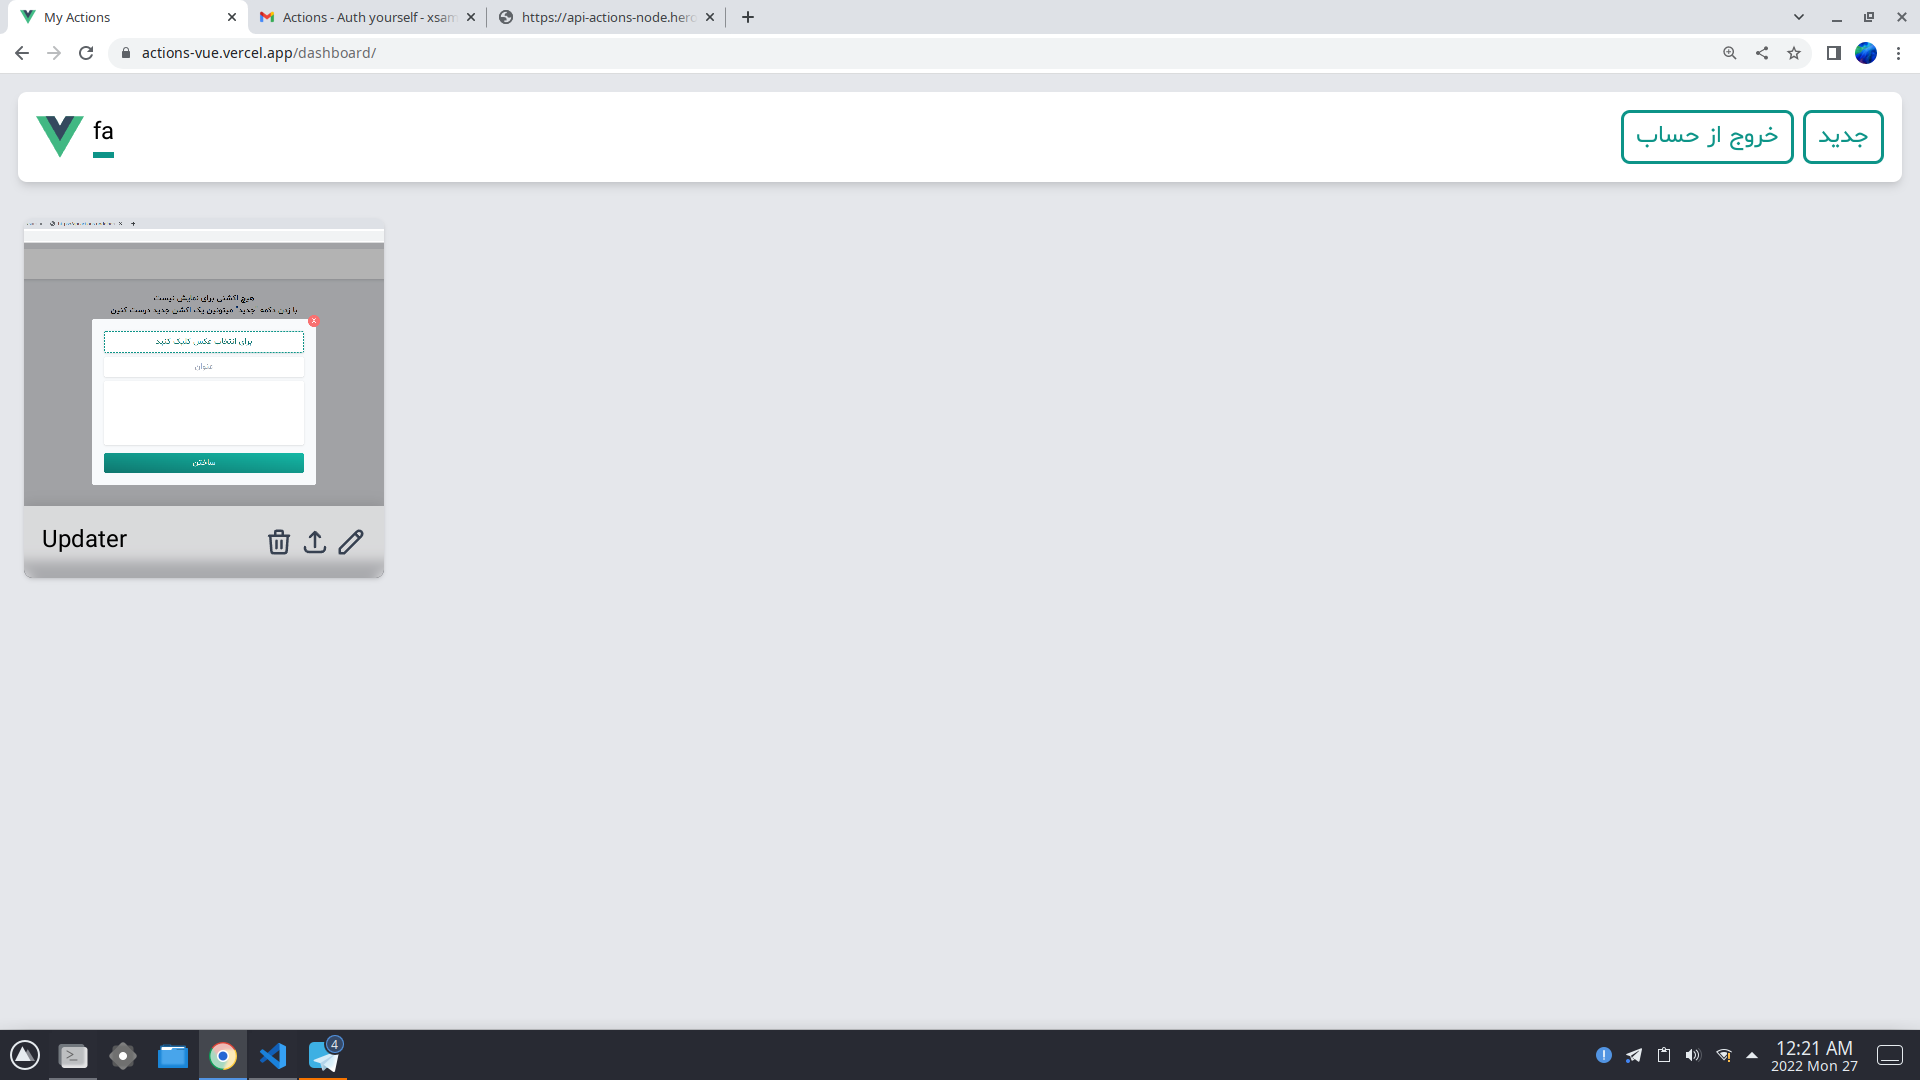 My Actions
Actions - Auth yourself - xsam
https://api-actions-node.hero
actions-vue.vercel.app/dashboard/
fa
خروج از حساب
جدید
هیچ اکشنی برای نمایش نیست
با زدن دکمه "جدید" میتونین یک اکشن جدید درست کنین
x
برای انتخاب عکس کلیک کنید
عنوان
ساختن
Updater
4
12:21 AM
2022 Mon 27